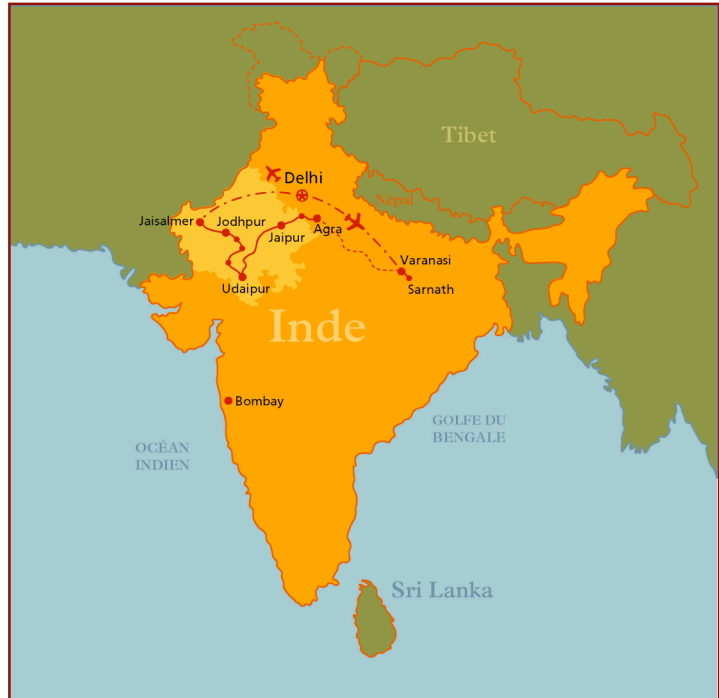 Tibet
Delhi
Népal
Jaisalmer
Jodhpur
Jaipur
Agra
Varanasi
Udaipur
Sarnath
Inde
Bombay
GOLFE DU
BENGALE
OCÉAN
INDIEN
Sri Lanka